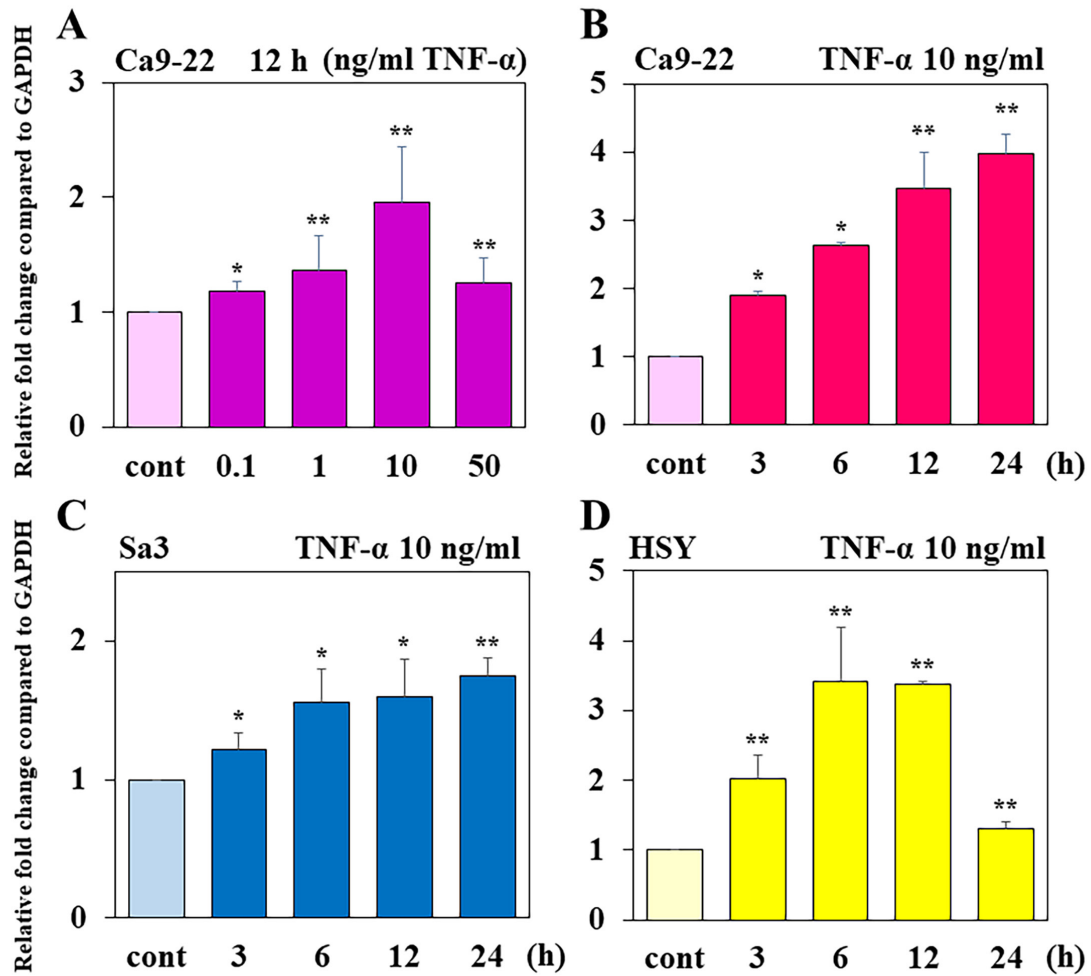 A
Ca9-22 12 h (ng/ml TNF-α)
Relative fold change compared to GAPDH
3
2
1
0
**
**
**
*
cont 0.1 1 10 50
B
Ca9-22 TNF-α 10 ng/ml
5
4
3
2
1
0
**
**
*
*
cont 3 6 12 24 (h)
C
Sa3 TNF-α 10 ng/ml
Relative fold change compared to GAPDH
2
1
0
**
*
*
*
cont 3 6 12 24 (h)
D
HSY TNF-α 10 ng/ml
5
4
3
2
1
0
**
**
**
**
cont 3 6 12 24 (h)